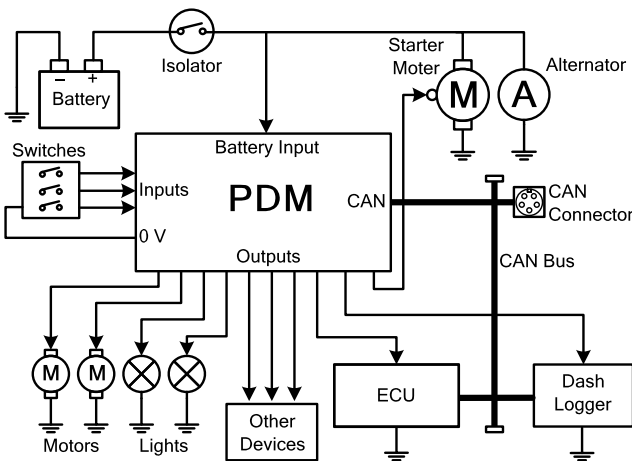 Starter
Moter
Alternator
Isolator
− +
Battery
M
A
Switches
Battery Input
Inputs
PDM
CAN
CAN
Connector
0 V
Outputs
CAN Bus
M
M
ECU
Dash
Logger
Other
Devices
Motors
Lights